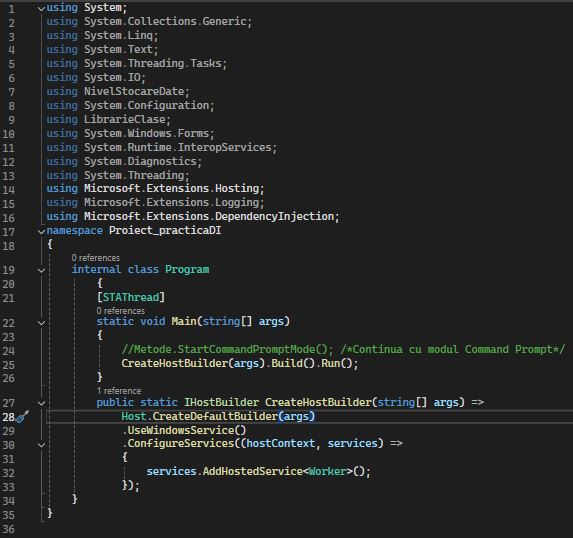 1 using System;
2 using System.Collections.Generic;
3 using System.Linq;
4 using System.Text;
5 using System.Threading.Tasks;
6 using System.IO;
7 using NivelStocareDate;
8 using System.Configuration;
9 using LibrarieClase;
10 using System.Windows.Forms;
11 using System.Runtime.InteropServices;
12 using System.Diagnostics;
13 using System.Threading;
14 using Microsoft.Extensions.Hosting;
15 using Microsoft.Extensions.Logging;
16 using Microsoft.Extensions.DependencyInjection;
17 namespace Proiect_practicaDI
18 {
0 references
19 internal class Program
20 {
21 [STAThread]
0 references
22 static void Main(string[] args)
23 {
24 //Metode.StartCommandPromptMode(); /*Continua cu modul Command Prompt*/
25 CreateHostBuilder(args).Build().Run();
26 }
1 reference
27 public static IHostBuilder CreateHostBuilder(string[] args) =>
28 Host.CreateDefaultBuilder(args)
29 .UseWindowsService()
30 .ConfigureServices((hostContext, services) =>
31 {
32 services.AddHostedService<Worker>();
33 });
34 }
35 }
36